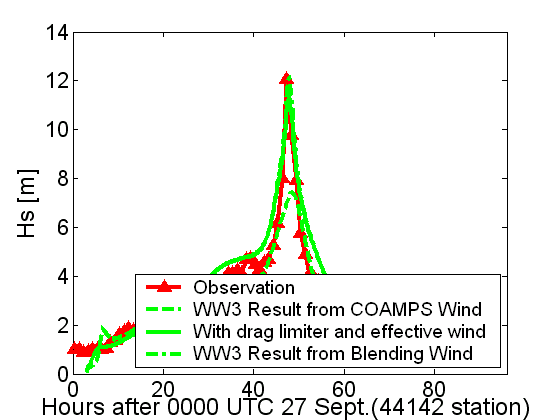 14
12
10
8
6
4
2
0
Hs [m]
Observation
WW3 Result from COAMPS Wind
With drag limiter and effective wind
WW3 Result from Blending Wind
0 20 40 60 80
Hours after 0000 UTC 27 Sept.(44142 station)